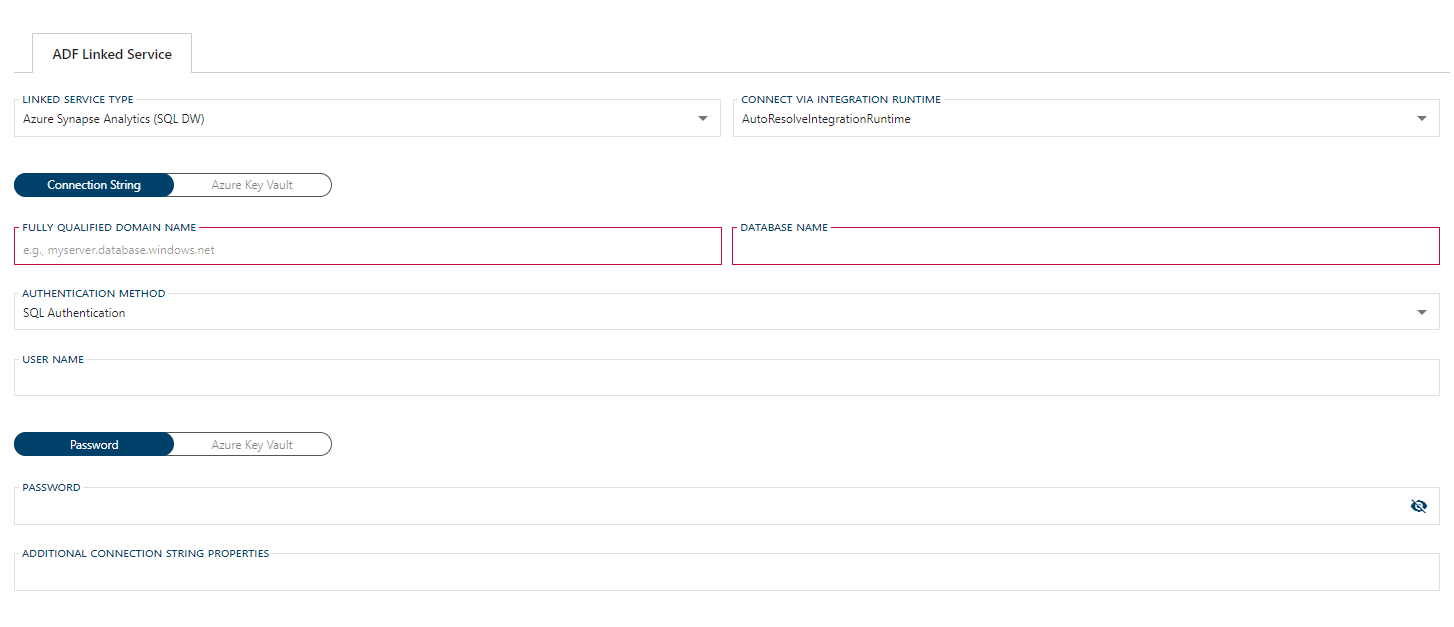 ADF Linked Service
LINKED SERVICE TYPE
Azure Synapse Analytics (SQL DW)
CONNECT VIA INTEGRATION RUNTIME
AutoResolveIntegrationRuntime
Connection String
Azure Key Vault
FULLY QUALIFIED DOMAIN NAME
e.g., myserver.database.windows.net
DATABASE NAME
AUTHENTICATION METHOD
SQL Authentication
USER NAME
Password
Azure Key Vault
PASSWORD
ADDITIONAL CONNECTION STRING PROPERTIES